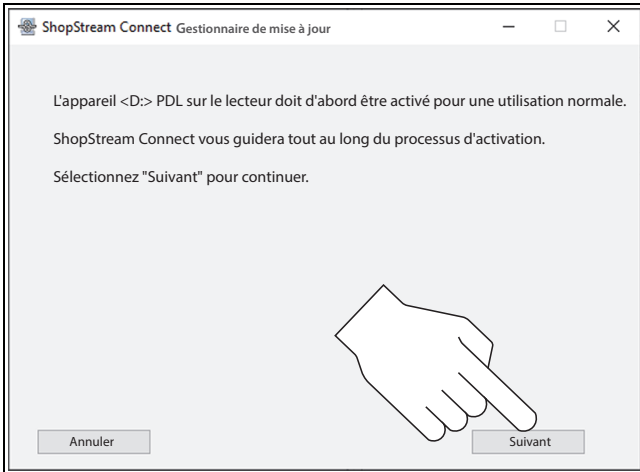 ShopStream Connect Gestionnaire de mise à jour
L'appareil <D:> PDL sur le lecteur doit d'abord être activé pour une utilisation normale.
ShopStream Connect vous guidera tout au long du processus d'activation.
Sélectionnez "Suivant" pour continuer.
Annuler
Suivant